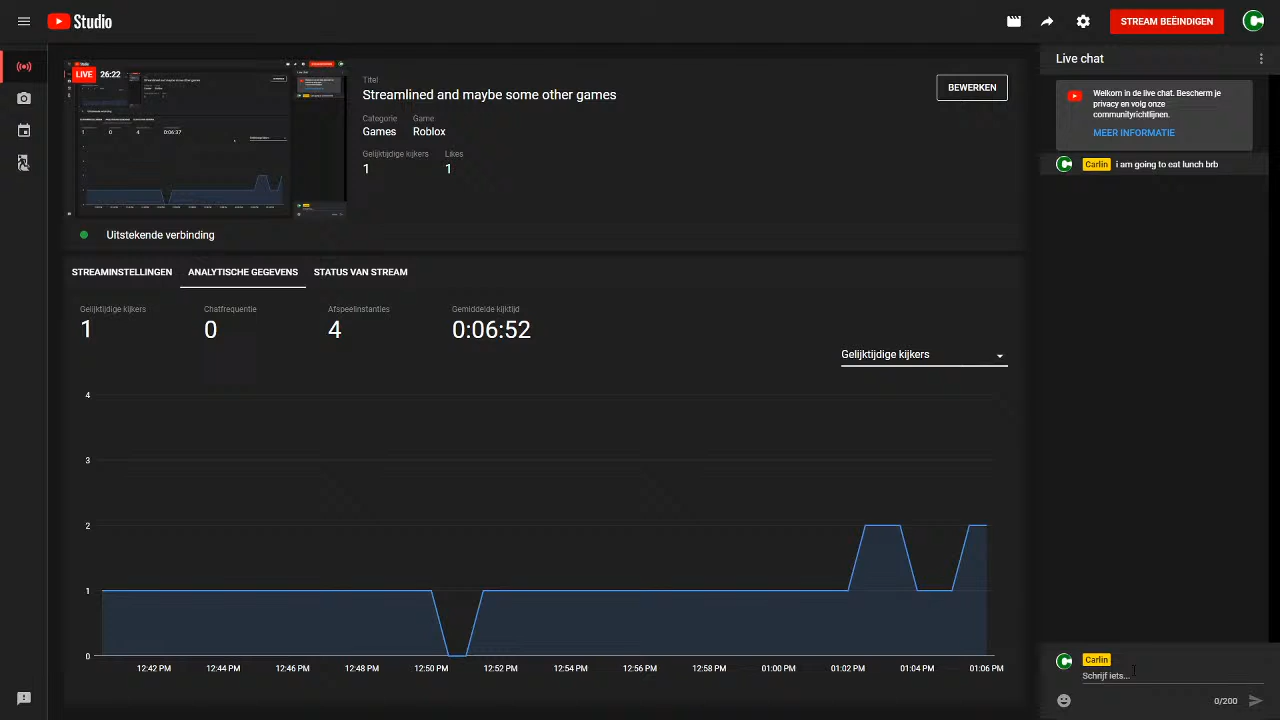 Studio
STREAM BEËINDIGEN
LIVE 26:22
Titel
Streamlined and maybe some other games
BEWERKEN
Categorie Game
Games Roblox
Gelijktijdige kijkers Likes
1 1
Uitstekende verbinding
STREAMINSTELLINGEN ANALYTISCHE GEGEVENS STATUS VAN STREAM
Gelijktijdige kijkers Chatfrequentie Afspeelinstanties Gemiddelde kijktijd
1 0 4 0:06:52
Gelijktijdige kijkers
4
3
2
1
0
12:42 PM 12:44 PM 12:46 PM 12:48 PM 12:50 PM 12:52 PM 12:54 PM 12:56 PM 12:58 PM 01:00 PM 01:02 PM 01:04 PM 01:06 PM
Live chat
Welkom in de live chat. Bescherm je
privacy en volg onze
communityrichtlijnen.
MEER INFORMATIE
Carlin i am going to eat lunch brb
Carlin
Schrijf iets...
0/200